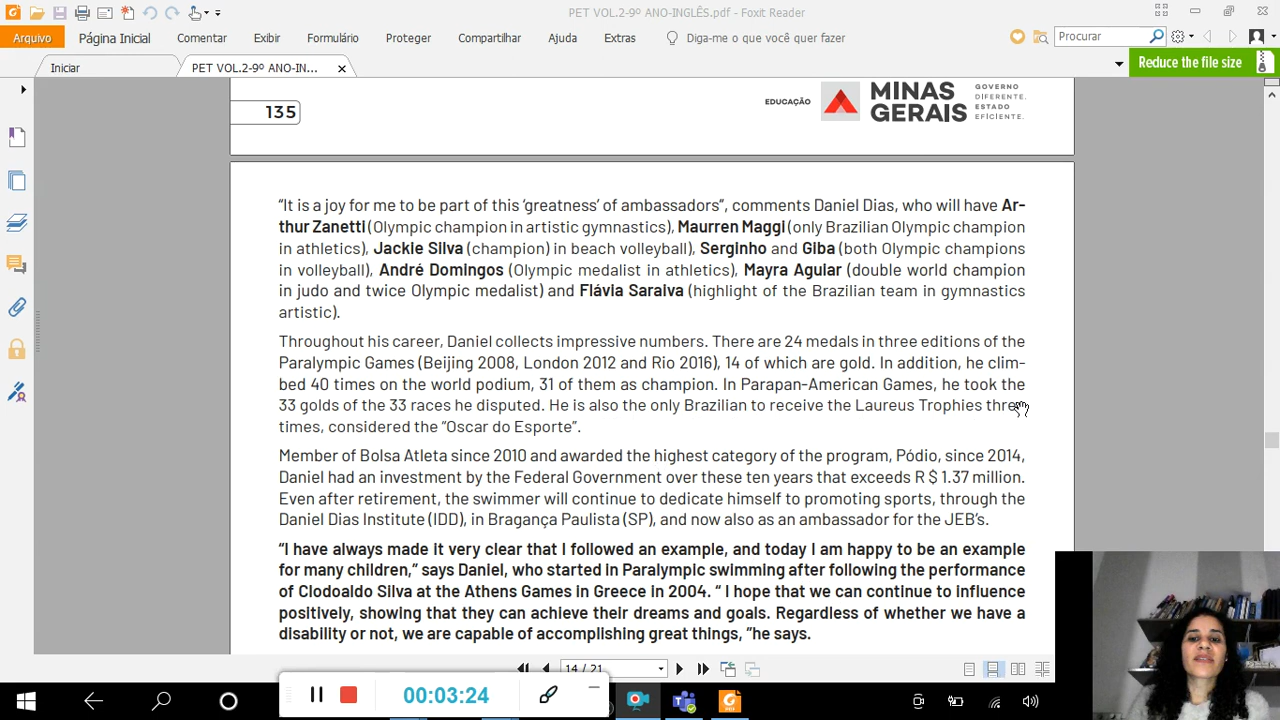 PET VOL.2-9º ANO-INGLÊS.pdf - Foxit Reader
Arquivo Página Inicial Comentar Exibir Formulário Proteger Compartilhar Ajuda Extras Diga-me o que você quer fazer Procurar
Iniciar PET VOL.2-9º ANO-IN... Reduce the file size
135 EDUCAÇÃO MINAS GERAIS GOVERNO DIFERENTE. ESTADO EFICIENTE.
“It is a joy for me to be part of this ‘greatness’ of ambassadors”, comments Daniel Dias, who will have Ar-
thur Zanetti (Olympic champion in artistic gymnastics), Maurren Maggi (only Brazilian Olympic champion
in athletics), Jackie Silva (champion) in beach volleyball), Serginho and Giba (both Olympic champions
in volleyball), André Domingos (Olympic medalist in athletics), Mayra Aguiar (double world champion
in judo and twice Olympic medalist) and Flávia Saraiva (highlight of the Brazilian team in gymnastics
artistic).
Throughout his career, Daniel collects impressive numbers. There are 24 medals in three editions of the
Paralympic Games (Beijing 2008, London 2012 and Rio 2016), 14 of which are gold. In addition, he clim-
bed 40 times on the world podium, 31 of them as champion. In Parapan-American Games, he took the
33 golds of the 33 races he disputed. He is also the only Brazilian to receive the Laureus Trophies three
times, considered the “Oscar do Esporte”.
Member of Bolsa Atleta since 2010 and awarded the highest category of the program, Pódio, since 2014,
Daniel had an investment by the Federal Government over these ten years that exceeds R $ 1.37 million.
Even after retirement, the swimmer will continue to dedicate himself to promoting sports, through the
Daniel Dias Institute (IDD), in Bragança Paulista (SP), and now also as an ambassador for the JEB’s.
“I have always made it very clear that I followed an example, and today I am happy to be an example
for many children,” says Daniel, who started in Paralympic swimming after following the performance
of Clodoaldo Silva at the Athens Games in Greece in 2004. “ I hope that we can continue to influence
positively, showing that they can achieve their dreams and goals. Regardless of whether we have a
disability or not, we are capable of accomplishing great things, ”he says.
14 / 21
00:03:24